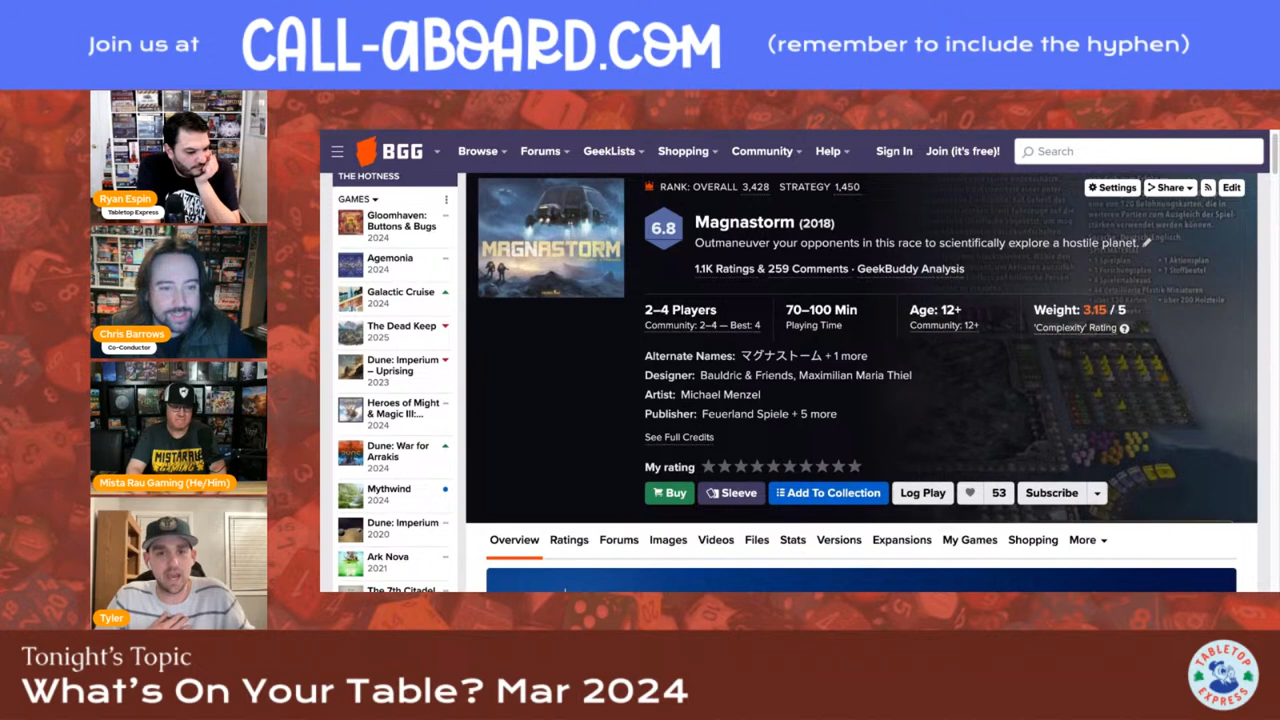 Join us at CALL-aBOARD.COM (remember to include the hyphen)
Ryan Espin
Tabletop Express
Chris Barrows
Co-Conductor
MISTARAU
GAMING
Mista Rau Gaming (He/Him)
Tyler
BGG Browse Forums GeekLists Shopping Community Help Sign In Join (it's free!) Search
THE HOTNESS
GAMES
Gloomhaven:
Buttons & Bugs
2024
Agemonia
2024
Galactic Cruise
2024
The Dead Keep
2025
Dune: Imperium
– Uprising
2023
Heroes of Might
& Magic III:...
2024
Dune: War for
Arrakis
2024
Mythwind
2024
Dune: Imperium
2020
Ark Nova
2021
The 7th Citadel
MAGNASTORM
RANK: OVERALL 3,428 STRATEGY 1,450
Settings Share Edit
6.8
Magnastorm (2018)
Outmaneuver your opponents in this race to scientifically explore a hostile planet.
1.1K Ratings & 259 Comments · GeekBuddy Analysis
2–4 Players 70–100 Min Age: 12+ Weight: 3.15 / 5
Community: 2–4 — Best: 4 Playing Time Community: 12+ 'Complexity' Rating ?
Alternate Names: マグナストーム + 1 more
Designer: Bauldric & Friends, Maximilian Maria Thiel
Artist: Michael Menzel
Publisher: Feuerland Spiele + 5 more
See Full Credits
My rating
Buy Sleeve Add To Collection Log Play 53 Subscribe
Overview Ratings Forums Images Videos Files Stats Versions Expansions My Games Shopping More
Tonight's Topic
What's On Your Table? Mar 2024
TABLETOP
EXPRESS